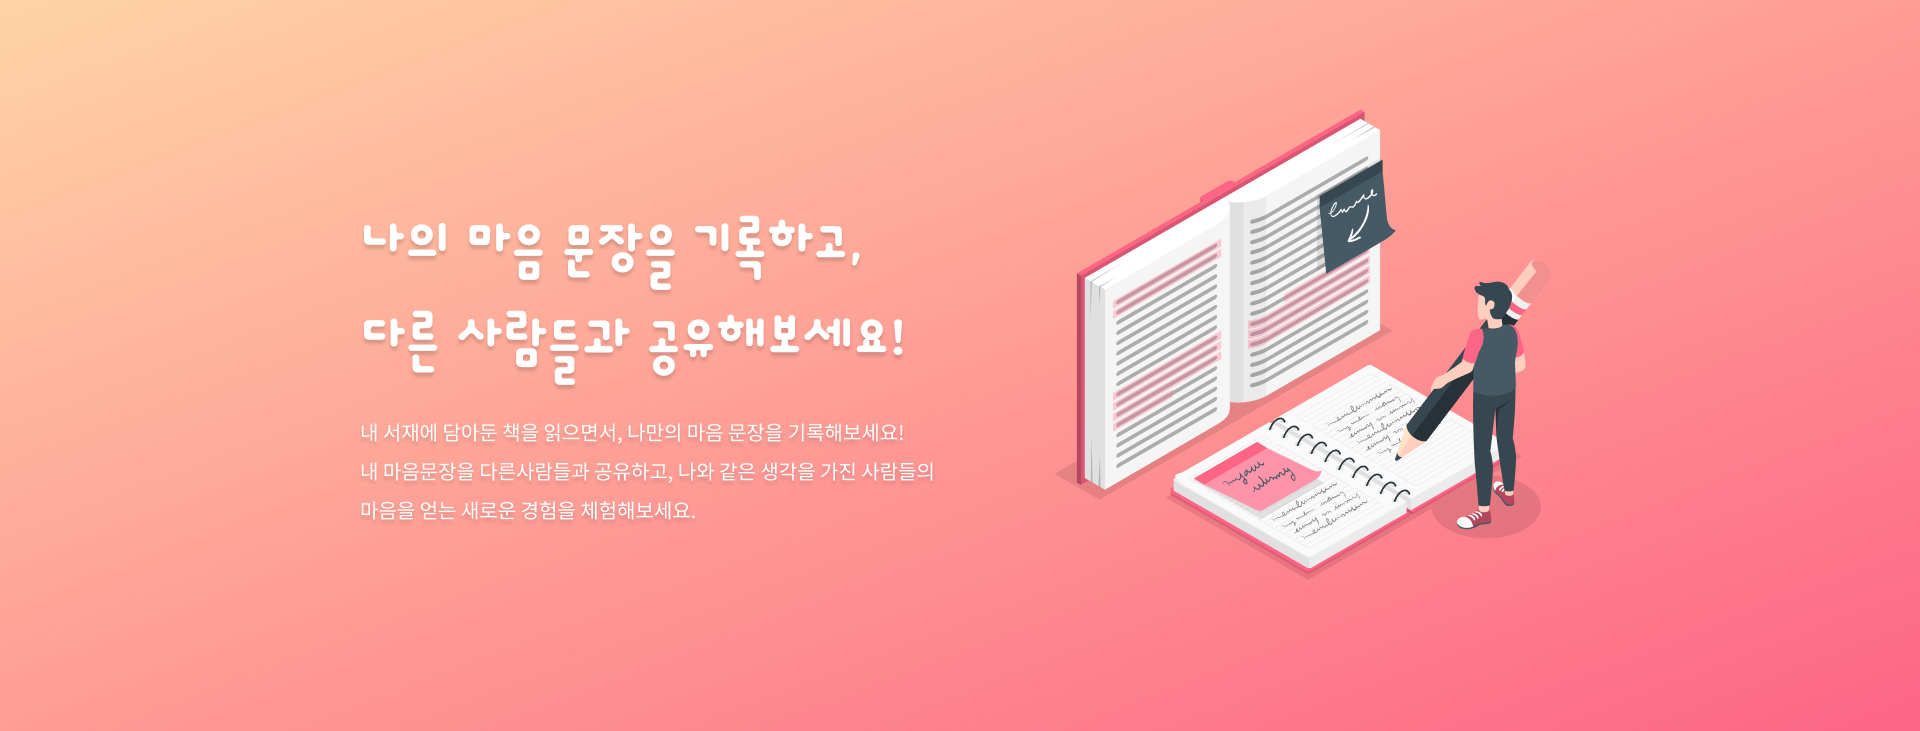 나의 마음 문장을 기록하고,
다른 사람들과 공유해보세요!
내 서재에 담아둔 책을 읽으면서, 나만의 마음 문장을 기록해보세요!
내 마음문장을 다른사람들과 공유하고, 나와 같은 생각을 가진 사람들의
마음을 얻는 새로운 경험을 체험해보세요.